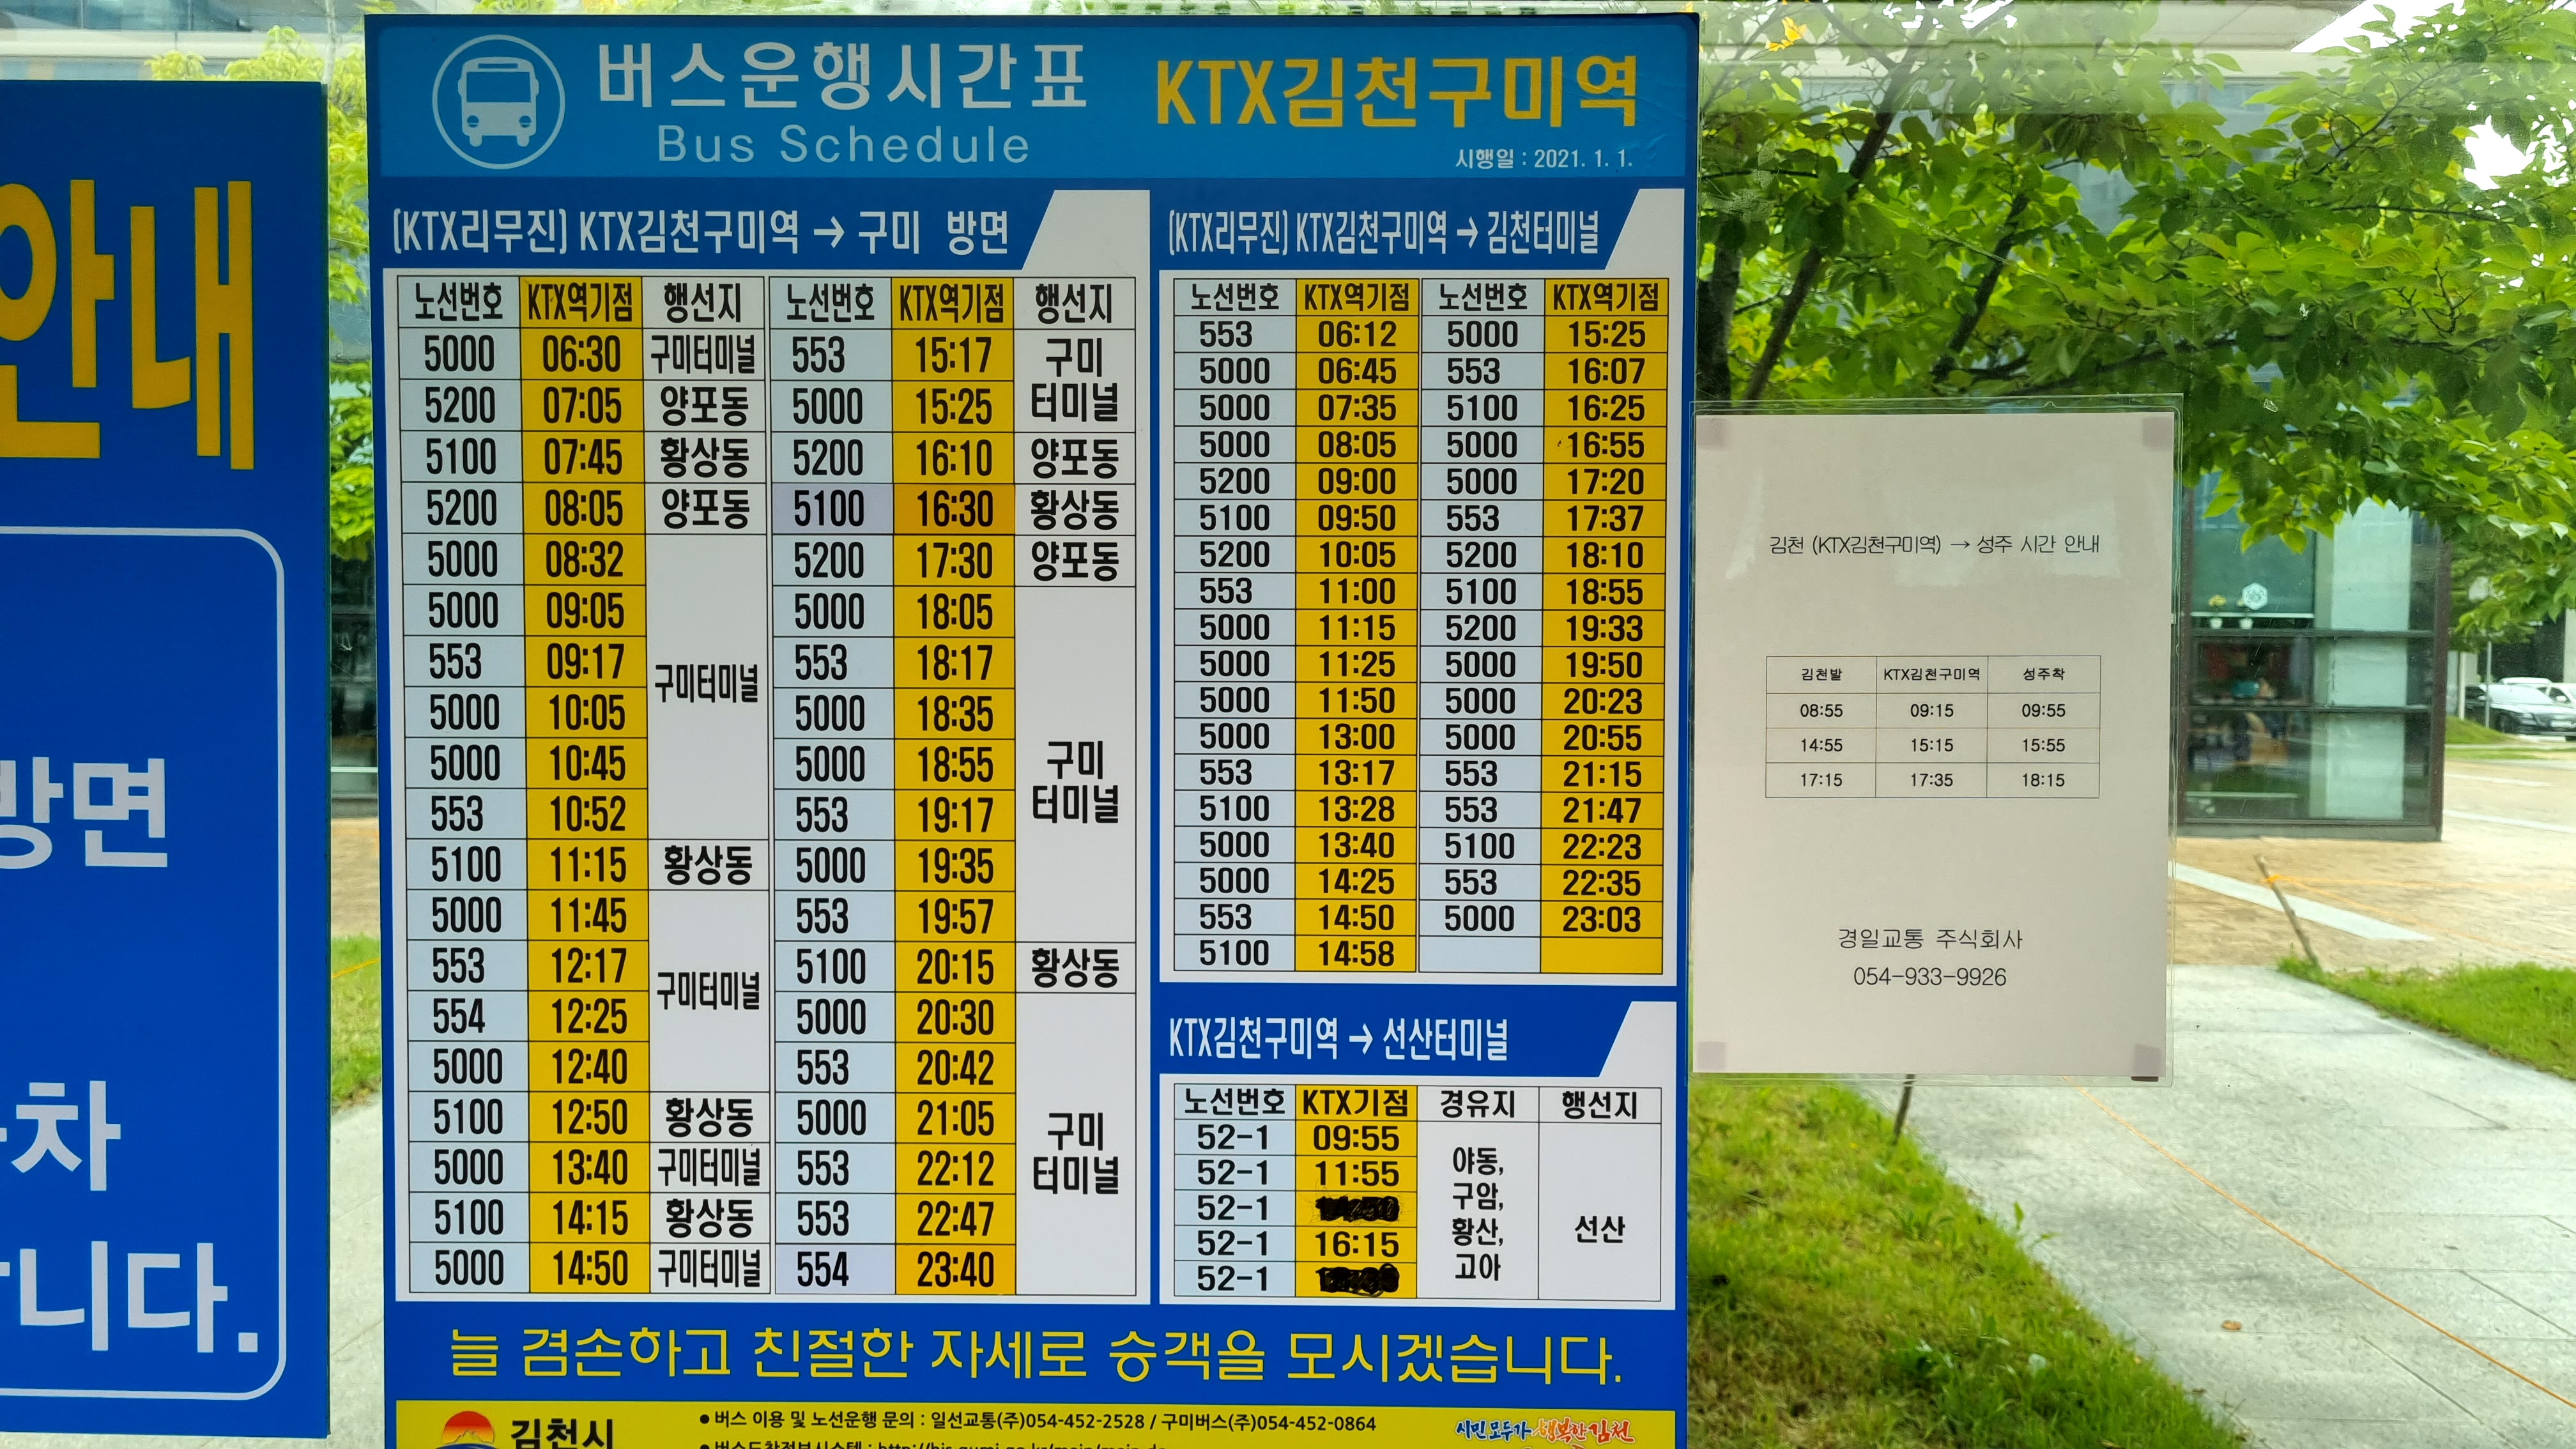 안내
방면
차
니다.
버스운행시간표
Bus Schedule
KTX김천구미역
시행일 : 2021. 1. 1.
(KTX리무진) KTX김천구미역 → 구미 방면
노선번호 KTX역기점 행선지 노선번호 KTX역기점 행선지
5000 06:30 구미터미널 553 15:17 구미
5200 07:05 양포동 5000 15:25 터미널
5100 07:45 황상동 5200 16:10 양포동
5200 08:05 양포동 5100 16:30 황상동
5000 08:32 5200 17:30 양포동
5000 09:05 5000 18:05
553 09:17 구미터미널 553 18:17
5000 10:05 5000 18:35
5000 10:45 5000 18:55 구미
553 10:52 553 19:17 터미널
5100 11:15 황상동 5000 19:35
5000 11:45 553 19:57
553 12:17 구미터미널 5100 20:15 황상동
554 12:25 5000 20:30
5000 12:40 553 20:42
5100 12:50 황상동 5000 21:05 구미
5000 13:40 구미터미널 553 22:12 터미널
5100 14:15 황상동 553 22:47
5000 14:50 구미터미널 554 23:40
(KTX리무진) KTX김천구미역 → 김천터미널
노선번호 KTX역기점 노선번호 KTX역기점
553 06:12 5000 15:25
5000 06:45 553 16:07
5000 07:35 5100 16:25
5000 08:05 5000 16:55
5200 09:00 5000 17:20
5100 09:50 553 17:37
5200 10:05 5200 18:10
553 11:00 5100 18:55
5000 11:15 5200 19:33
5000 11:25 5000 19:50
5000 11:50 5000 20:23
5000 13:00 5000 20:55
553 13:17 553 21:15
5100 13:28 553 21:47
5000 13:40 5100 22:23
5000 14:25 553 22:35
553 14:50 5000 23:03
5100 14:58
KTX김천구미역 → 선산터미널
노선번호 KTX기점 경유지 행선지
52-1 09:55 야동,
52-1 11:55 구암,
52-1 황산, 선산
52-1 16:15 고아
52-1
늘 겸손하고 친절한 자세로 승객을 모시겠습니다.
김천시
● 버스 이용 및 노선운행 문의 : 일선교통(주)054-452-2528 / 구미버스(주)054-452-0864
시민모두가 행복한 김천
김천 (KTX김천구미역) → 성주 시간 안내
김천발 KTX김천구미역 성주착
08:55 09:15 09:55
14:55 15:15 15:55
17:15 17:35 18:15
경일교통 주식회사
054-933-9926